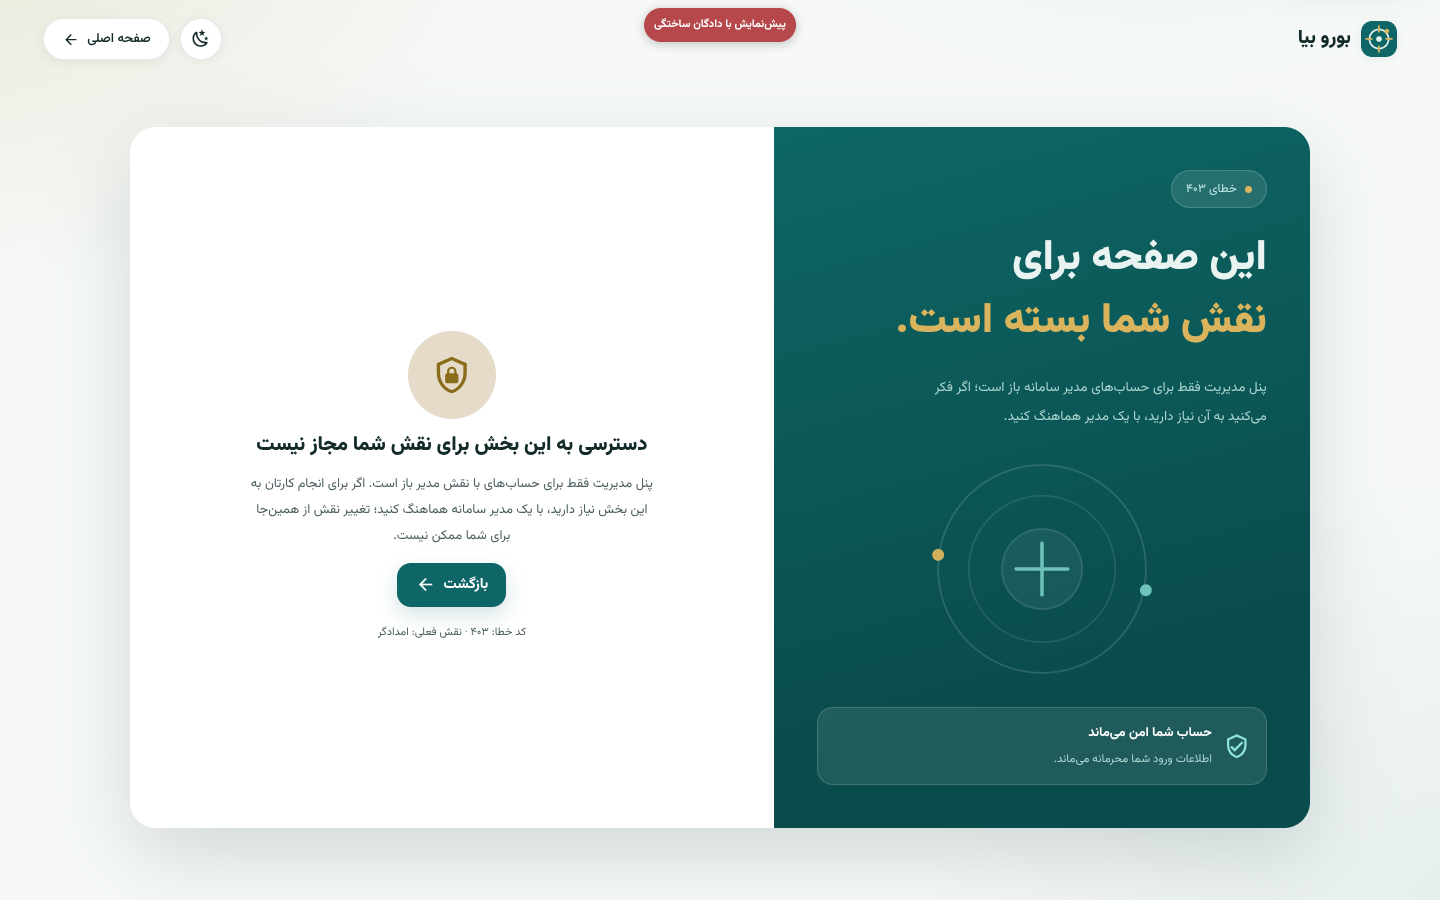 بورو بیا
پیش‌نمایش با دادگان ساختگی
صفحه اصلی
خطای ۴۰۳
این صفحه برای
نقش شما بسته است.
پنل مدیریت فقط برای حساب‌های مدیر سامانه باز است؛ اگر فکر
می‌کنید به آن نیاز دارید، با یک مدیر هماهنگ کنید.
حساب شما امن می‌ماند
اطلاعات ورود شما محرمانه می‌ماند.
دسترسی به این بخش برای نقش شما مجاز نیست
پنل مدیریت فقط برای حساب‌های با نقش مدیر باز است. اگر برای انجام کارتان به
این بخش نیاز دارید، با یک مدیر سامانه هماهنگ کنید؛ تغییر نقش از همین‌جا
برای شما ممکن نیست.
بازگشت
کد خطا: ۴۰۳ · نقش فعلی: امدادگر